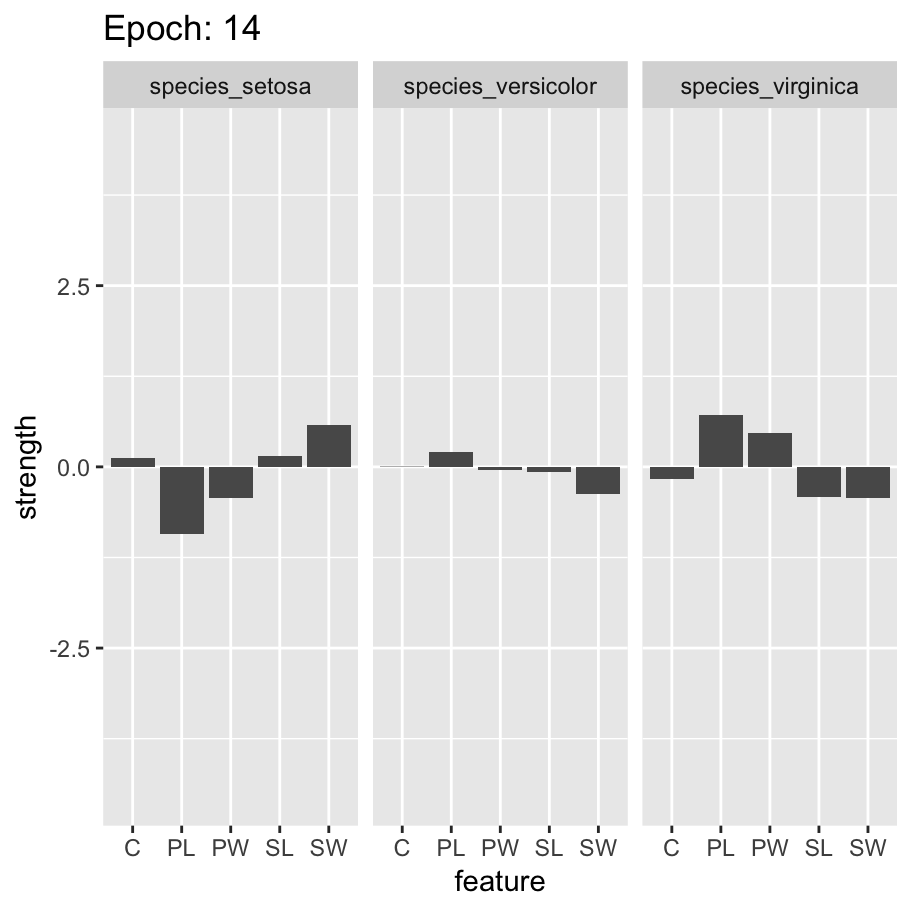 Epoch: 14
species_setosa species_versicolor species_virginica
2.5
0.0
-2.5
strength
C PL PW SL SW C PL PW SL SW C PL PW SL SW
feature